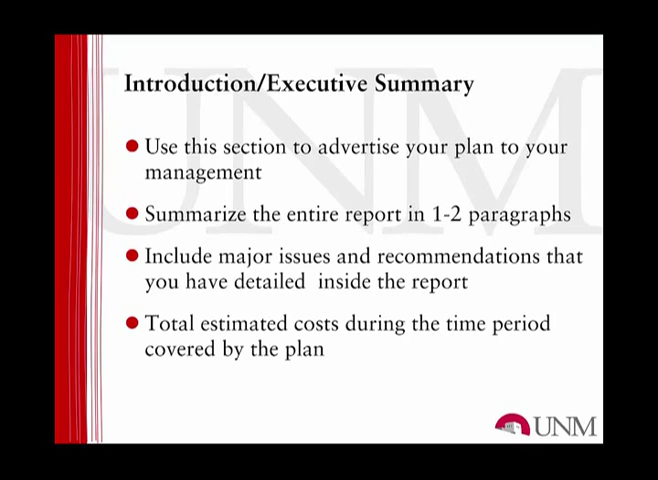 Introduction/Executive Summary
Use this section to advertise your plan to your
management
Summarize the entire report in 1-2 paragraphs
Include major issues and recommendations that
you have detailed inside the report
Total estimated costs during the time period
covered by the plan
UNM
UNM